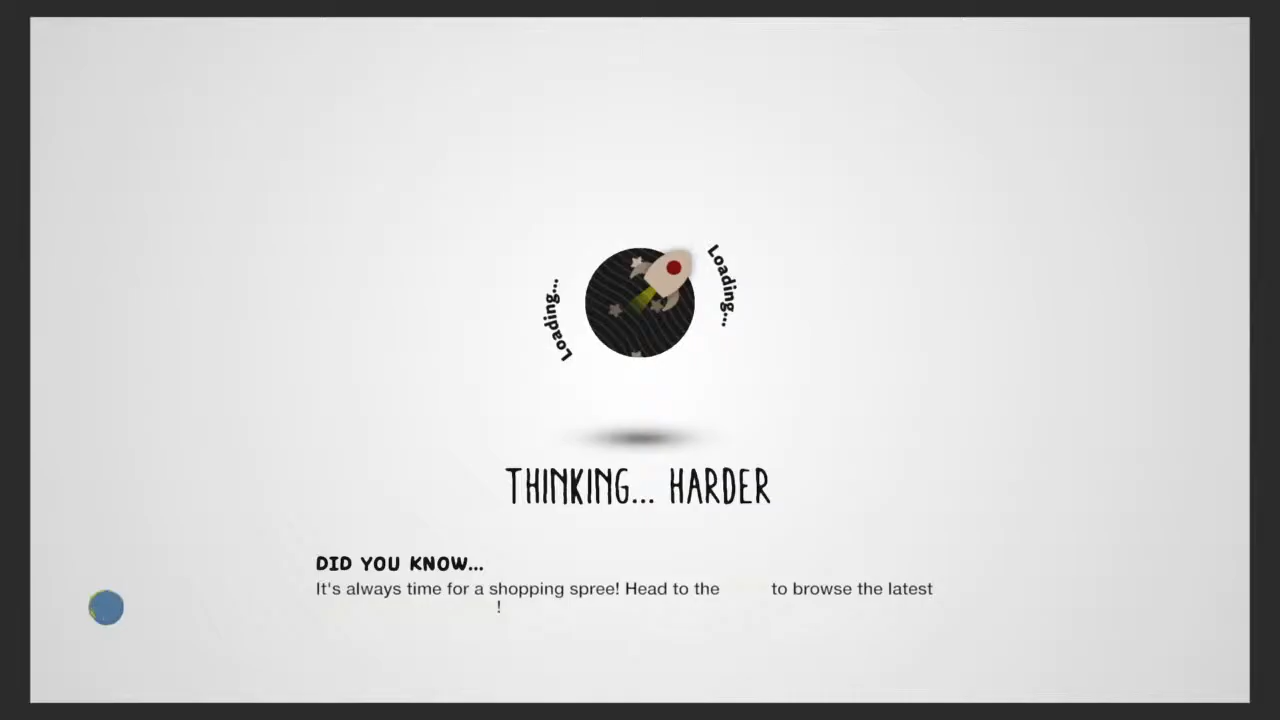 Loading...
Loading...
THINKING... HARDER
DID YOU KNOW...
It's always time for a shopping spree! Head to the to browse the latest
!